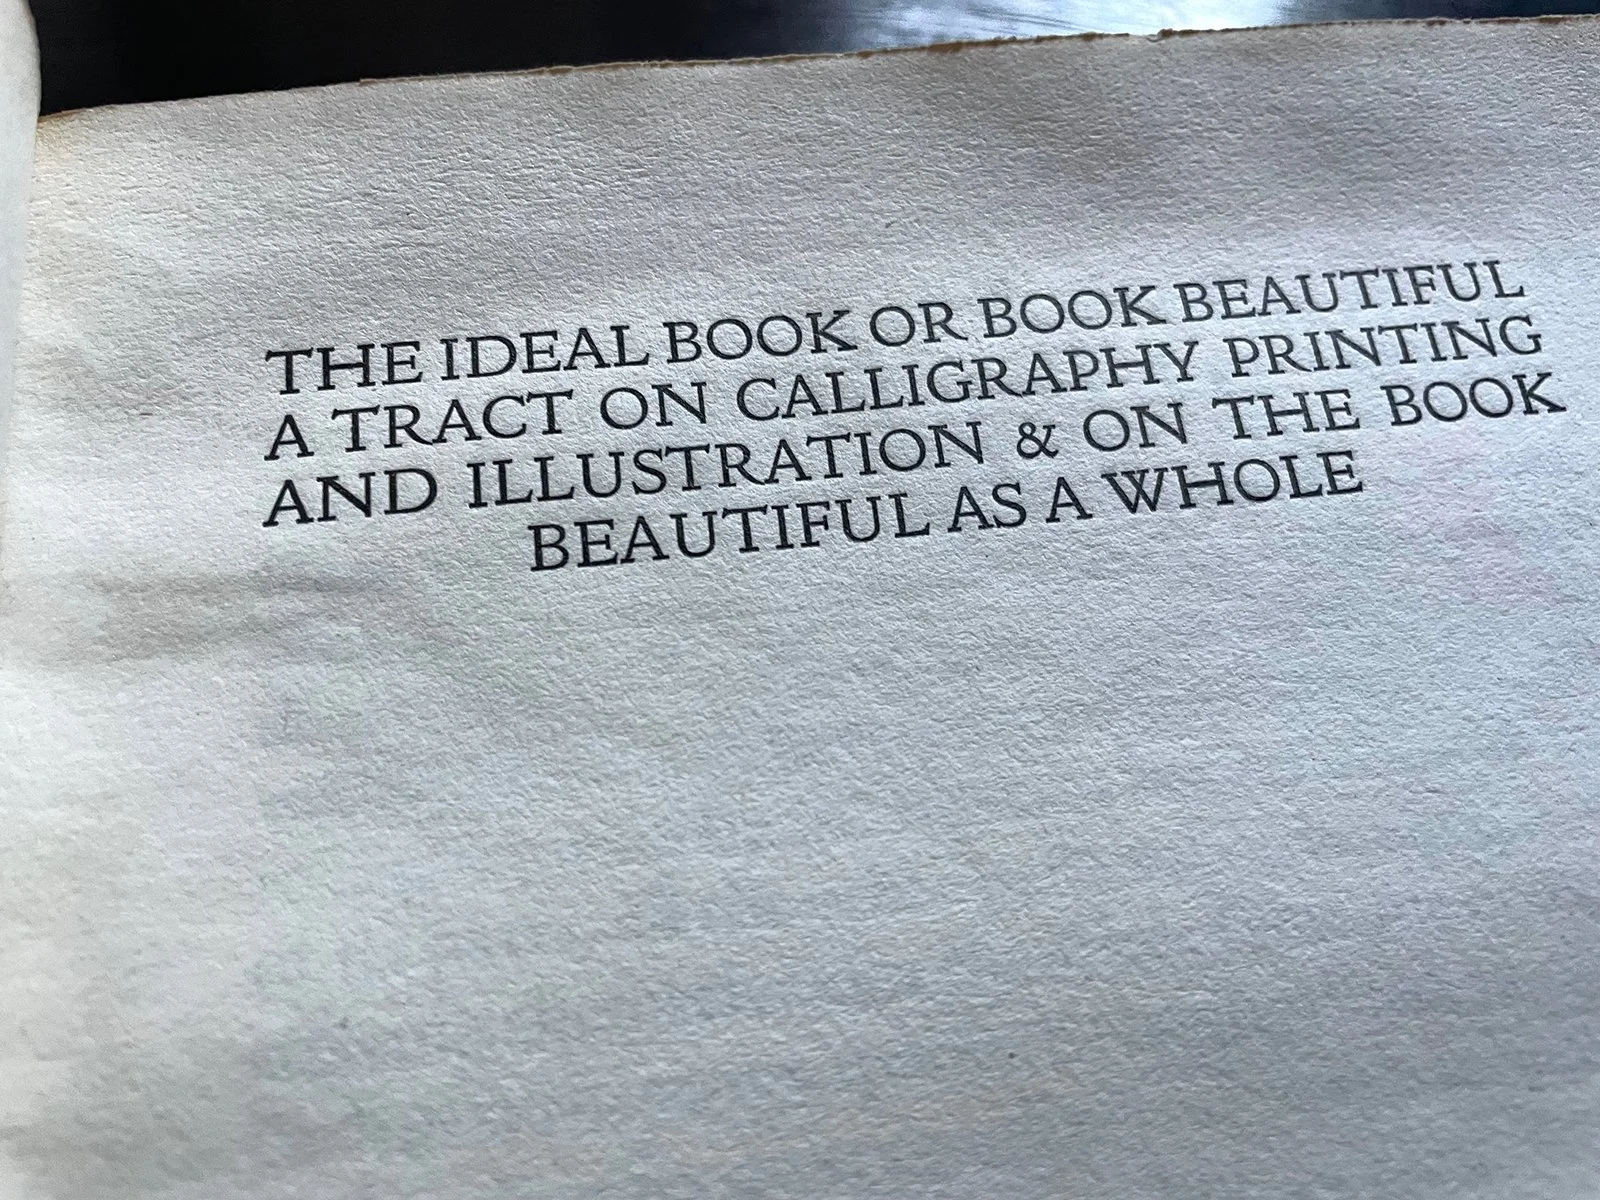 THE IDEAL BOOK OR BOOK BEAUTIFUL
A TRACT ON CALLIGRAPHY PRINTING
AND ILLUSTRATION & ON THE BOOK
BEAUTIFUL AS A WHOLE